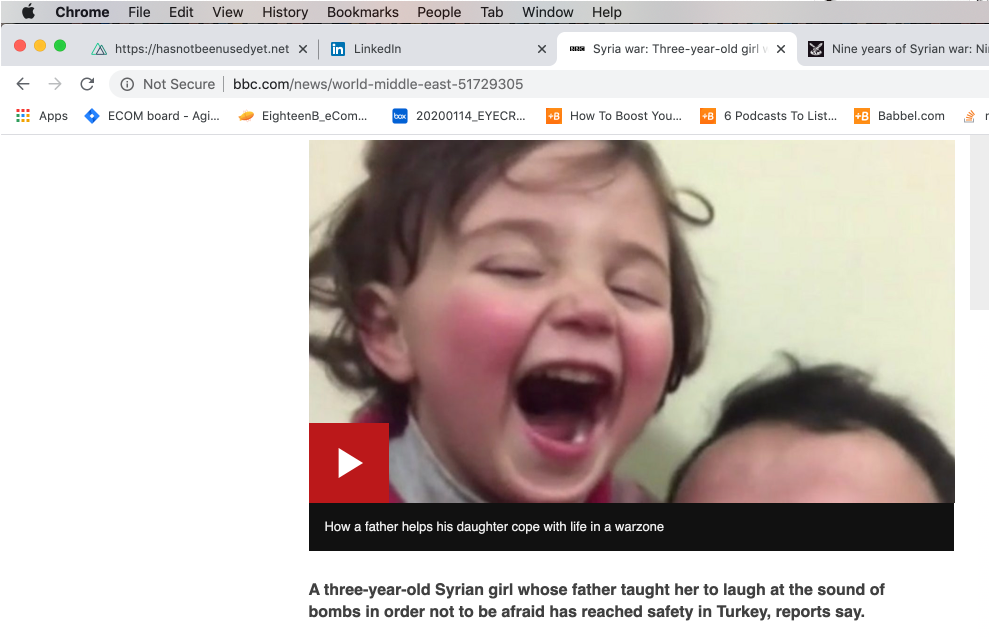 Chrome File Edit View History Bookmarks People Tab Window Help
https://hasnotbeenusedyet.net LinkedIn BBC Syria war: Three-year-old girl Nine years of Syrian war:
Not Secure bbc.com/news/world-middle-east-51729305
Apps ECOM board - Agi... EighteenB_eCom... box 20200114_EYECR... +B How To Boost You... +B 6 Podcasts To List... +B Babbel.com
How a father helps his daughter cope with life in a warzone
A three-year-old Syrian girl whose father taught her to laugh at the sound of
bombs in order not to be afraid has reached safety in Turkey, reports say.